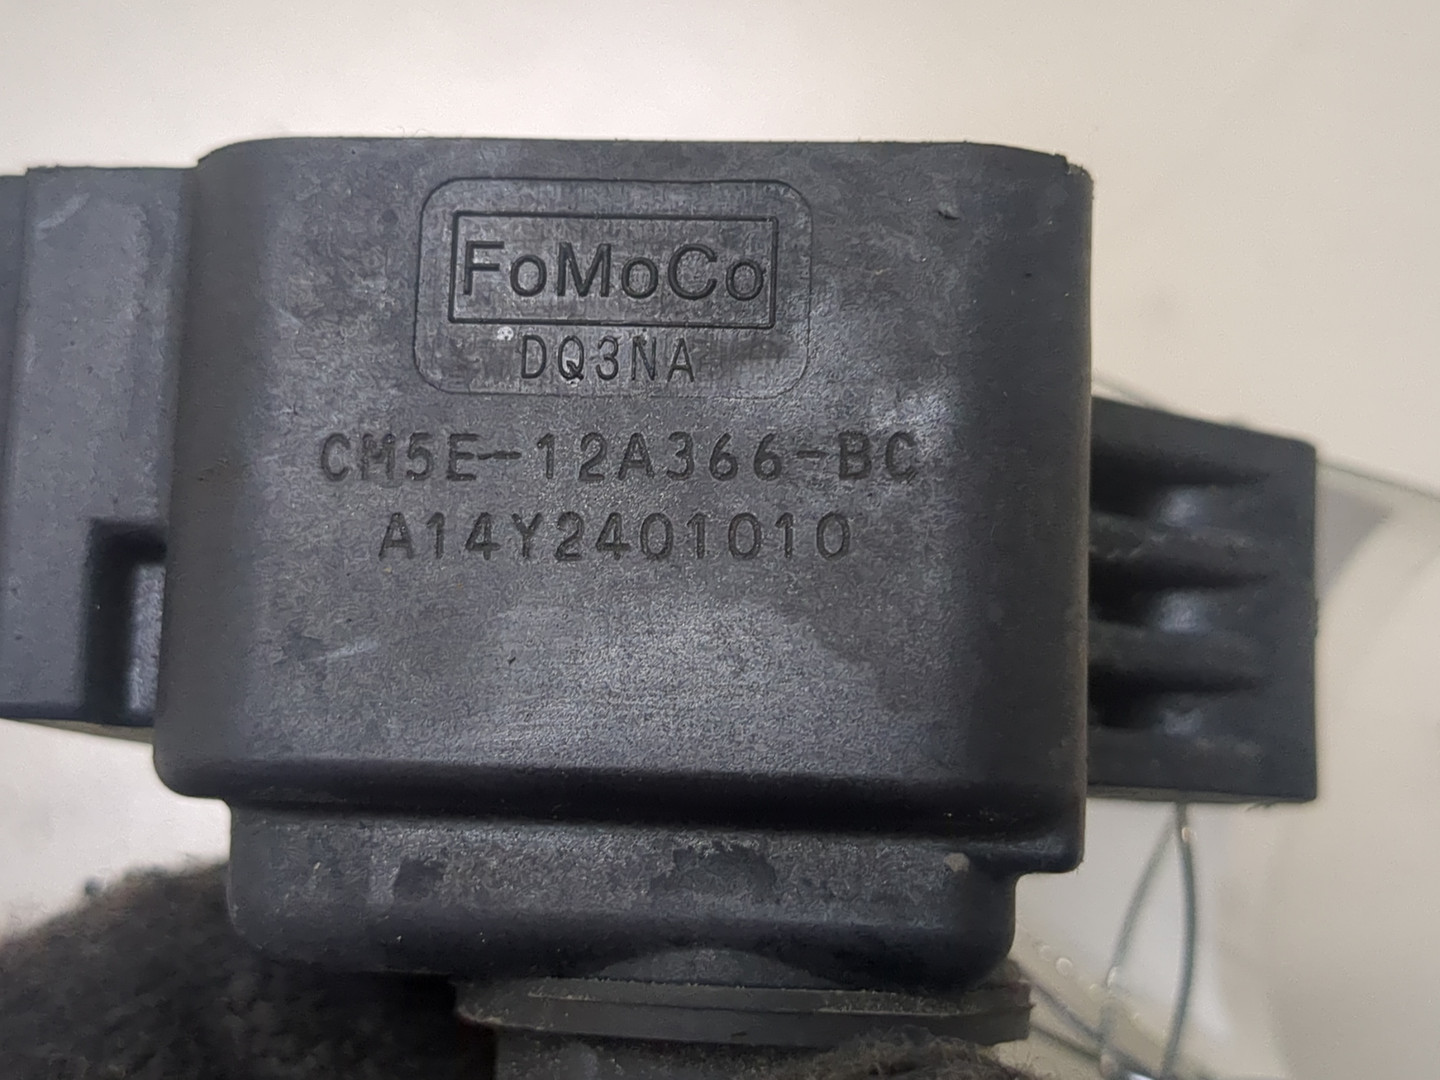 FoMoCo
DQ3NA
CM5E-12A366-BC
A14Y2401010